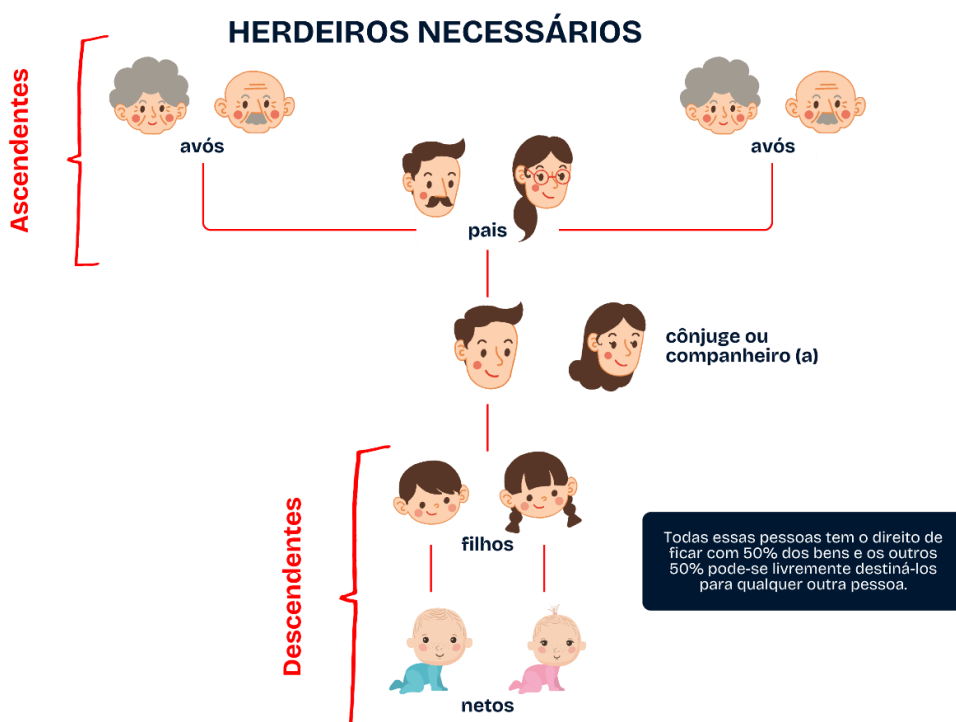 HERDEIROS NECESSÁRIOS
Ascendentes
avós
avós
pais
cônjuge ou
companheiro (a)
Descendentes
filhos
Todas essas pessoas tem o direito de
ficar com 50% dos bens e os outros
50% pode-se livremente destiná-los
para qualquer outra pessoa.
netos